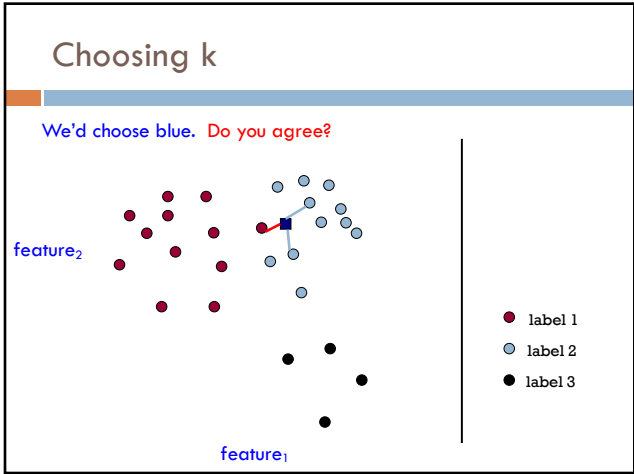 Choosing k
We'd choose blue. Do you agree?
feature₂
label 1
label 2
label 3
feature₁